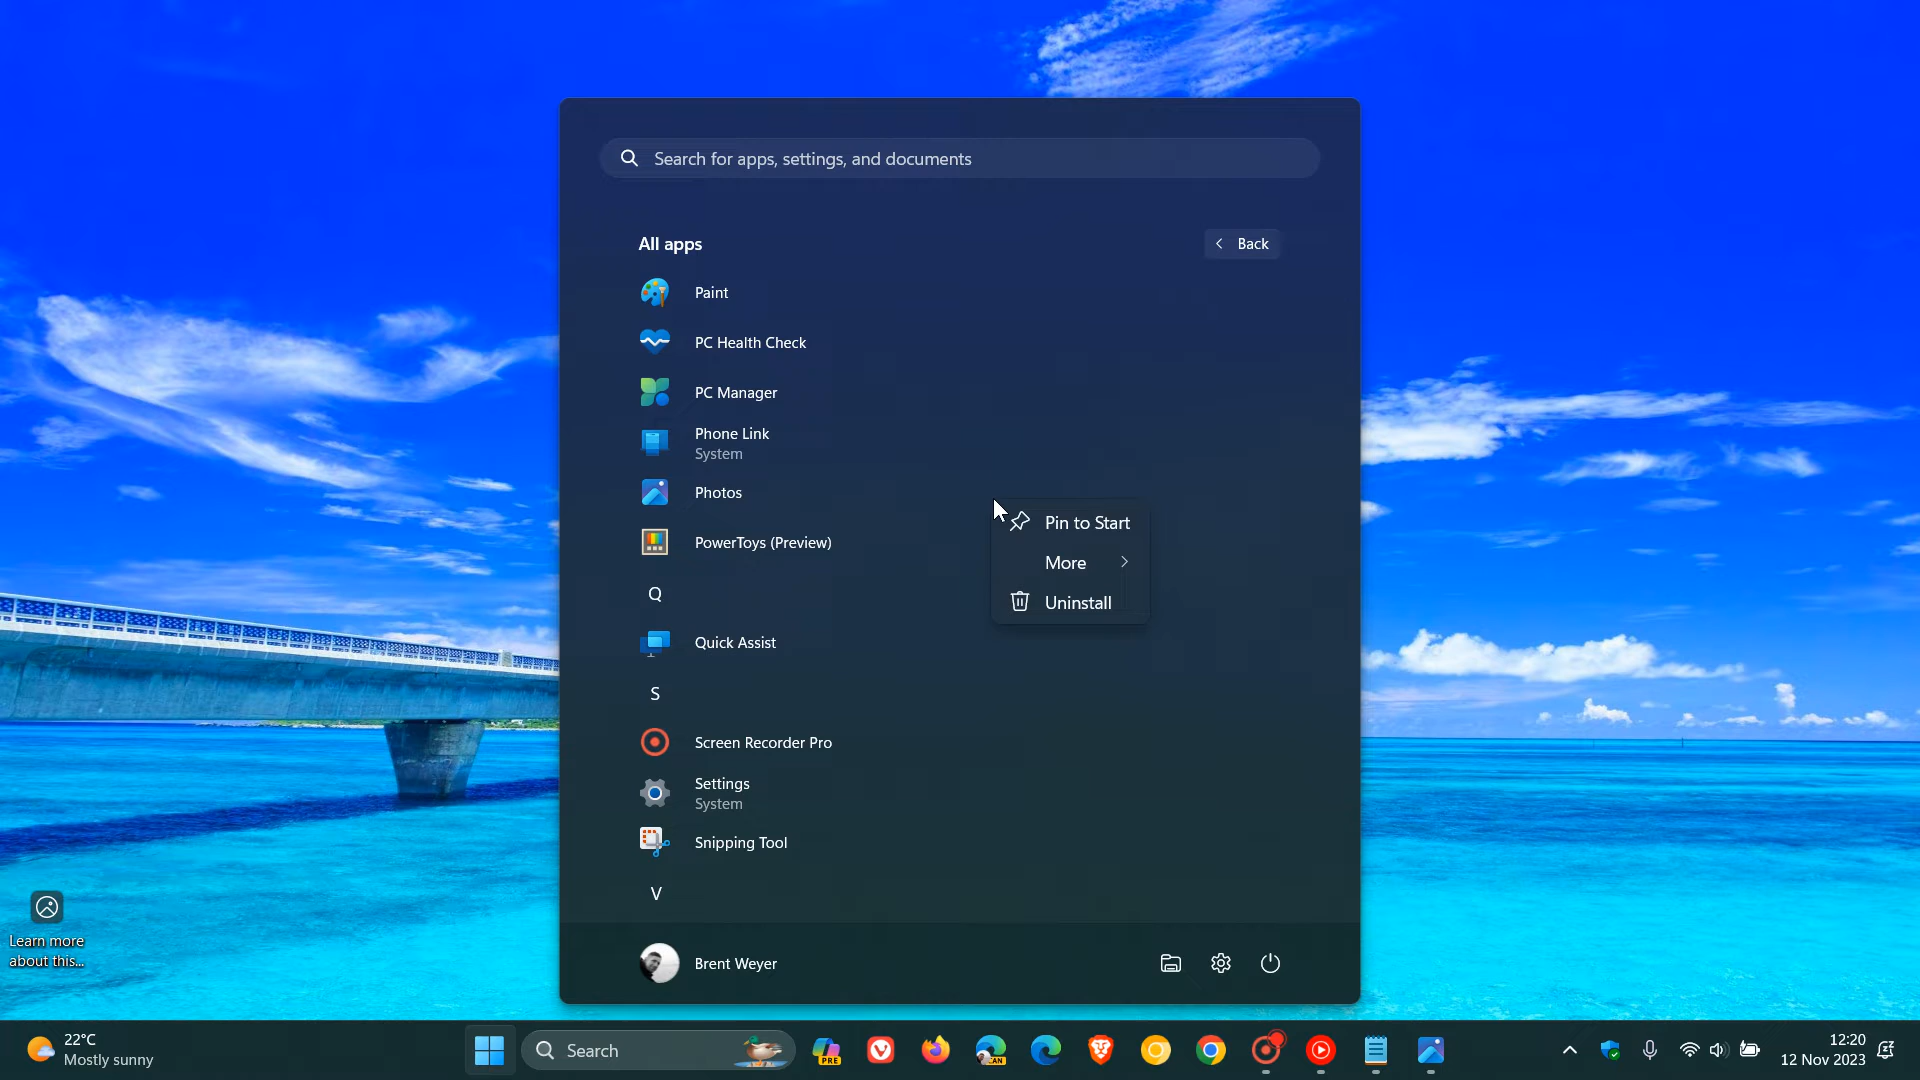 Search for apps, settings, and documents
All apps
Back
Paint
PC Health Check
PC Manager
Phone Link
System
Photos
Pin to Start
PowerToys (Preview)
More
Q
Uninstall
Quick Assist
S
Screen Recorder Pro
Settings
System
Snipping Tool
V
Learn more
about this...
Brent Weyer
22°C
Mostly sunny
Search
PRE
CAN
12:20
12 Nov 2023